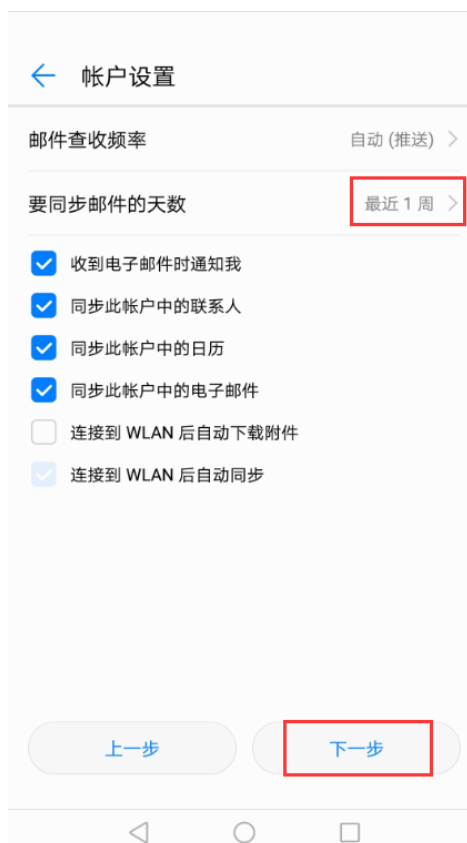 帐户设置
邮件查收频率 自动 (推送)
要同步邮件的天数 最近 1 周
收到电子邮件时通知我
同步此帐户中的联系人
同步此帐户中的日历
同步此帐户中的电子邮件
连接到 WLAN 后自动下载附件
连接到 WLAN 后自动同步
上一步 下一步